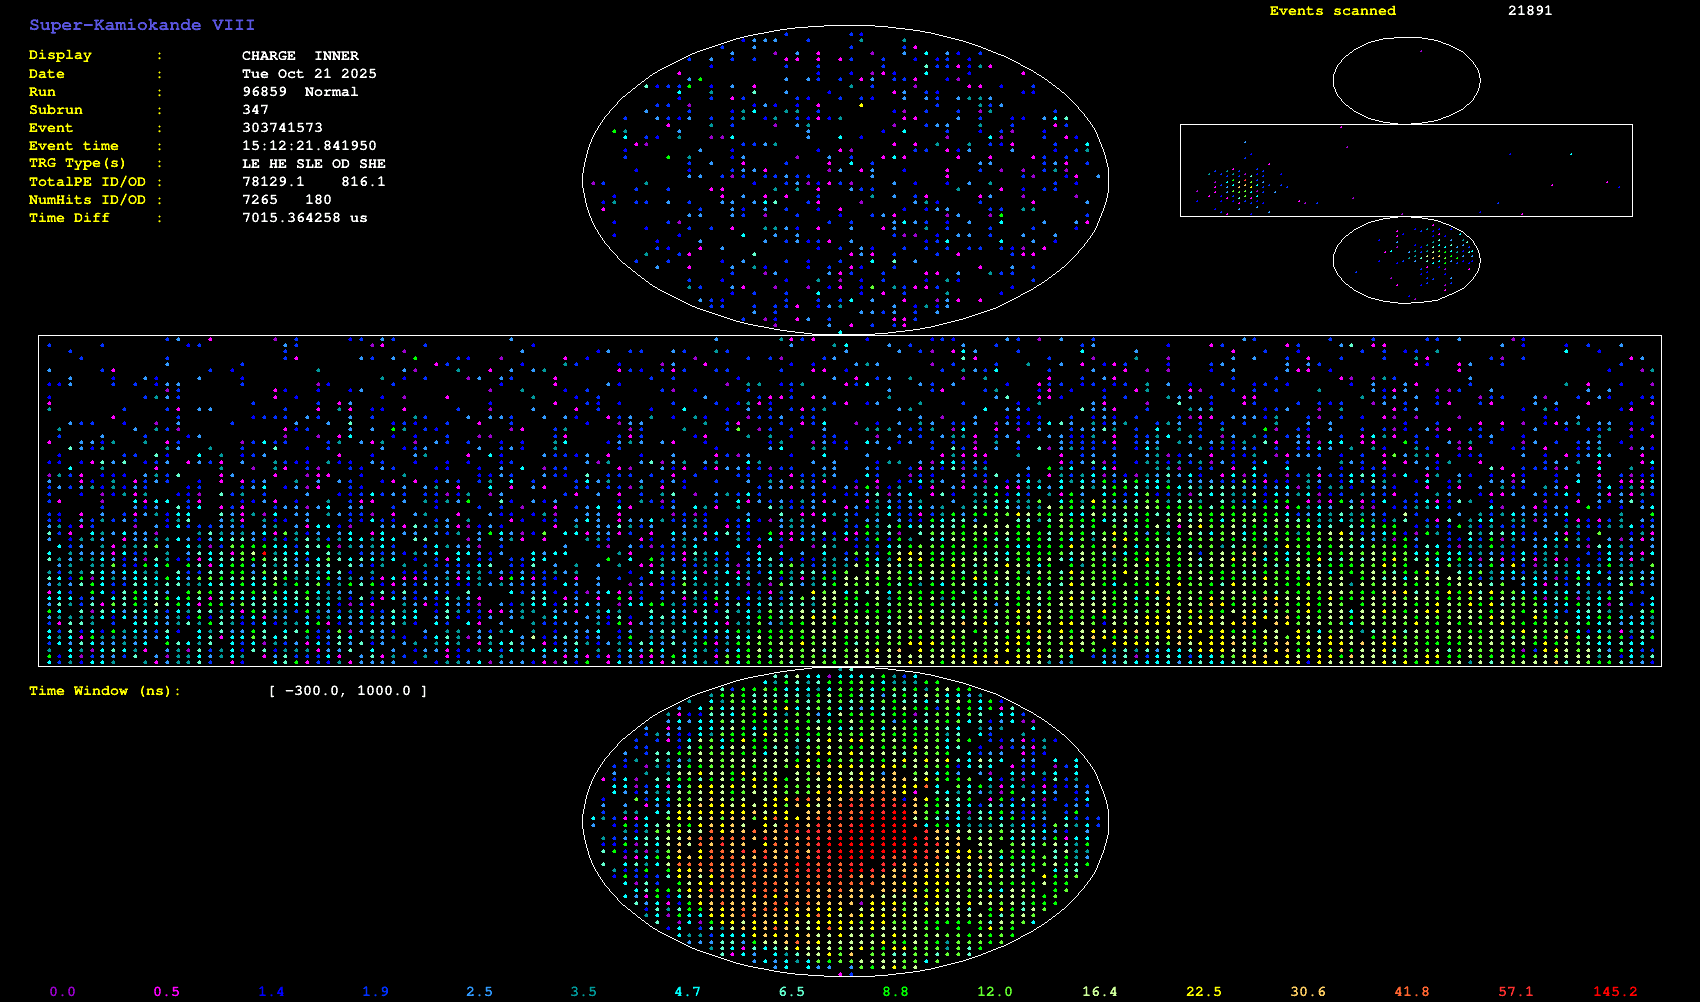 Super-Kamiokande VIII
Events scanned 21891
Display : CHARGE INNER
Date : Tue Oct 21 2025
Run : 96859 Normal
Subrun : 347
Event : 303741573
Event time : 15:12:21.841950
TRG Type(s) : LE HE SLE OD SHE
TotalPE ID/OD : 78129.1 816.1
NumHits ID/OD : 7265 180
Time Diff : 7015.364258 us
Time Window (ns): [ -300.0, 1000.0 ]
0.0 0.5 1.4 1.9 2.5 3.5 4.7 6.5 8.8 12.0 16.4 22.5 30.6 41.8 57.1 145.2